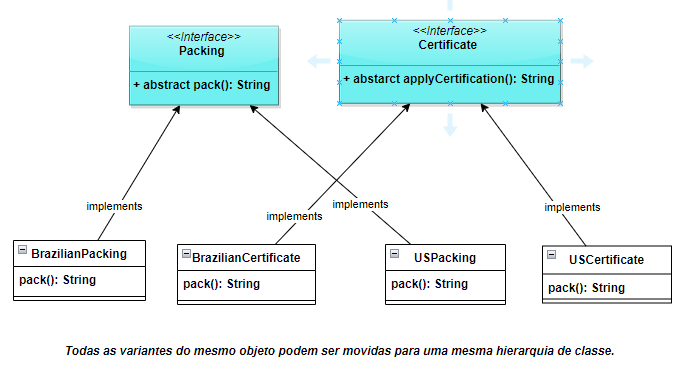 <<Interface>>
Packing
+ abstract pack(): String
<<Interface>>
Certificate
+ abstarct applyCertification(): String
implements
implements
implements
implements
BrazilianPacking
pack(): String
BrazilianCertificate
pack(): String
USPacking
pack(): String
USCertificate
pack(): String
Todas as variantes do mesmo objeto podem ser movidas para uma mesma hierarquia de classe.